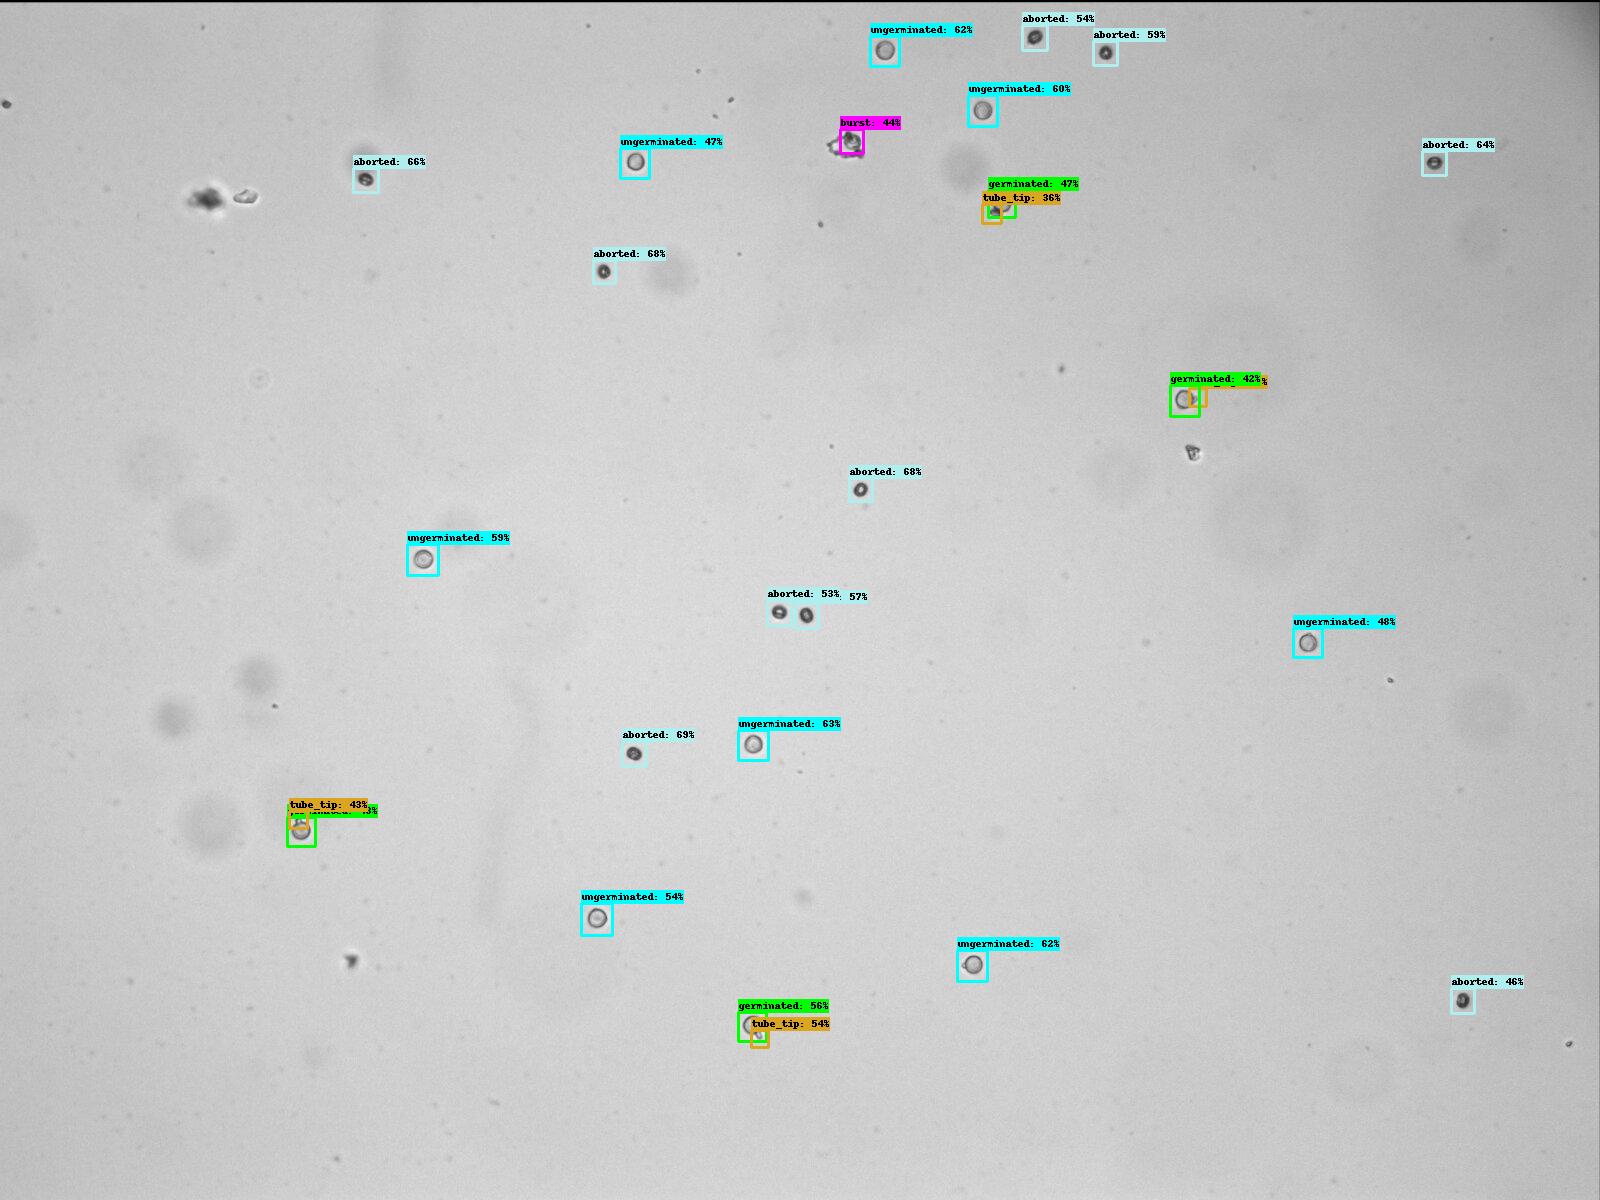 aborted: 54%
ungerminated: 62%
aborted: 59%
ungerminated: 60%
burst: 44%
ungerminated: 47%
aborted: 64%
aborted: 66%
germinated: 47%
tube_tip: 36%
aborted: 68%
germinated: 42%
aborted: 68%
ungerminated: 59%
aborted: 53%
57%
ungerminated: 48%
ungerminated: 63%
aborted: 69%
tube_tip: 43%
ungerminated: 54%
ungerminated: 62%
aborted: 46%
germinated: 56%
tube_tip: 54%